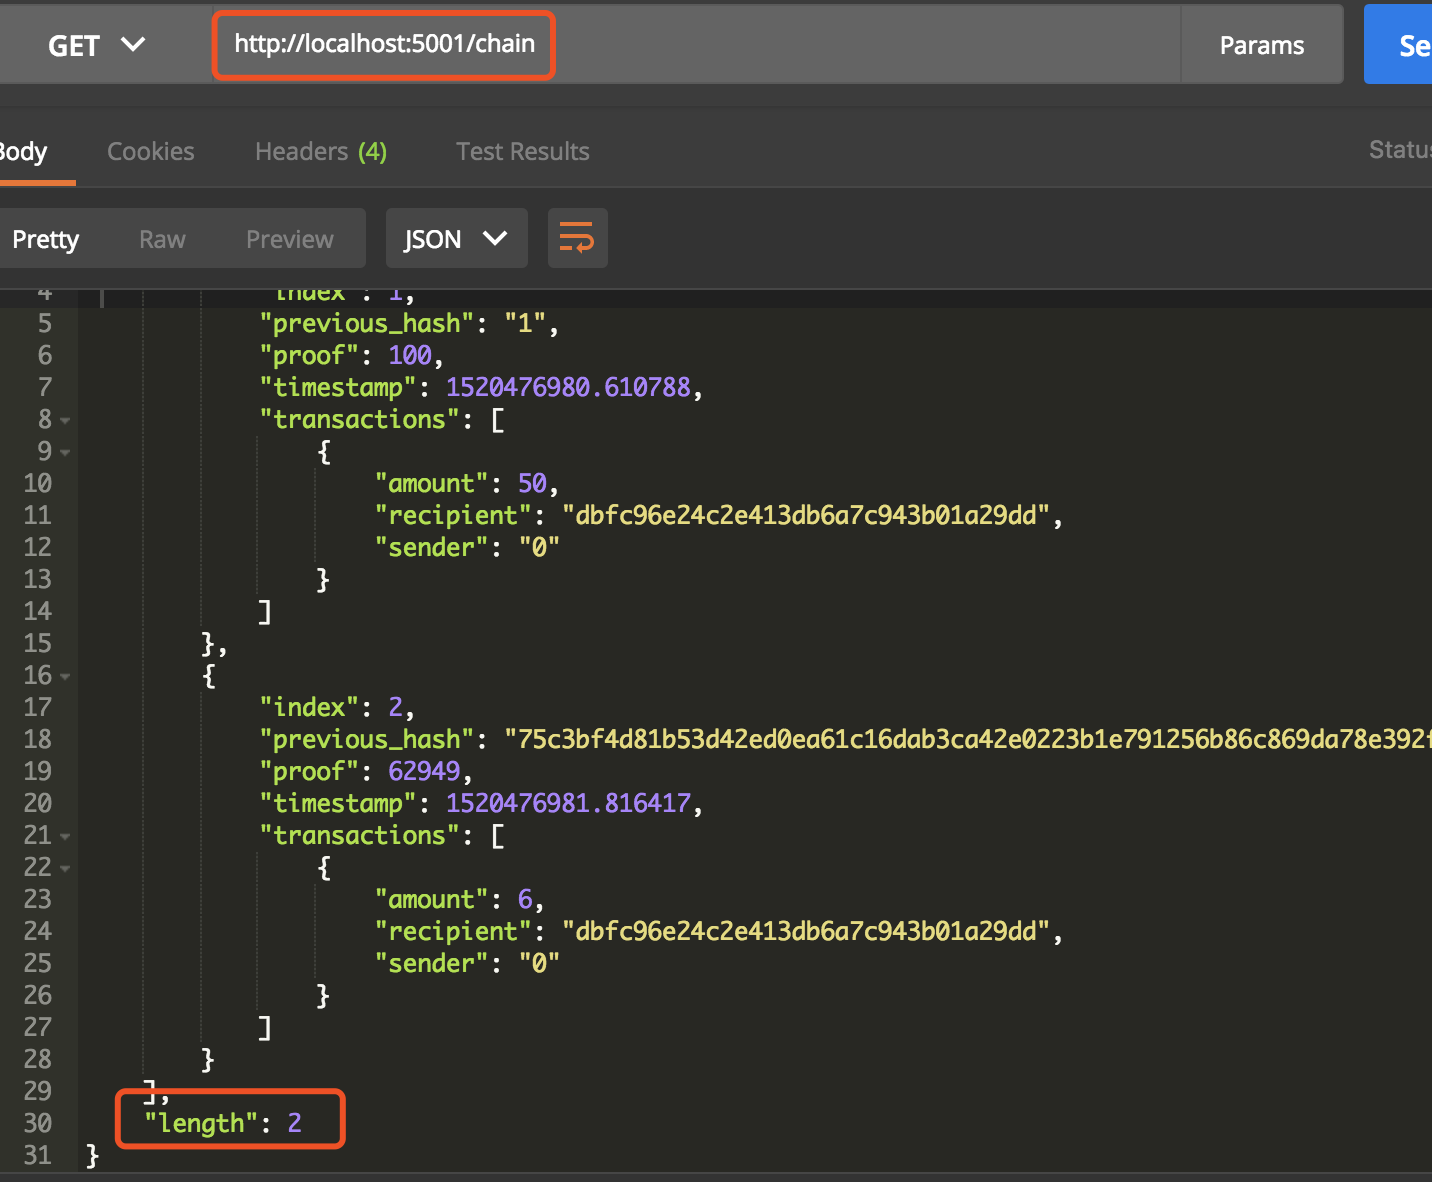 GET http://localhost:5001/chain Params
Body Cookies Headers (4) Test Results
Pretty Raw Preview JSON
4 "index": 1,
5 "previous_hash": "1",
6 "proof": 100,
7 "timestamp": 1520476980.610788,
8 "transactions": [
9 {
10 "amount": 50,
11 "recipient": "dbfc96e24c2e413db6a7c943b01a29dd",
12 "sender": "0"
13 }
14 ]
15 },
16 {
17 "index": 2,
18 "previous_hash": "75c3bf4d81b53d42ed0ea61c16dab3ca42e0223b1e791256b86c869da78e392f
19 "proof": 62949,
20 "timestamp": 1520476981.816417,
21 "transactions": [
22 {
23 "amount": 6,
24 "recipient": "dbfc96e24c2e413db6a7c943b01a29dd",
25 "sender": "0"
26 }
27 ]
28 }
29 ],
30 "length": 2
31 }